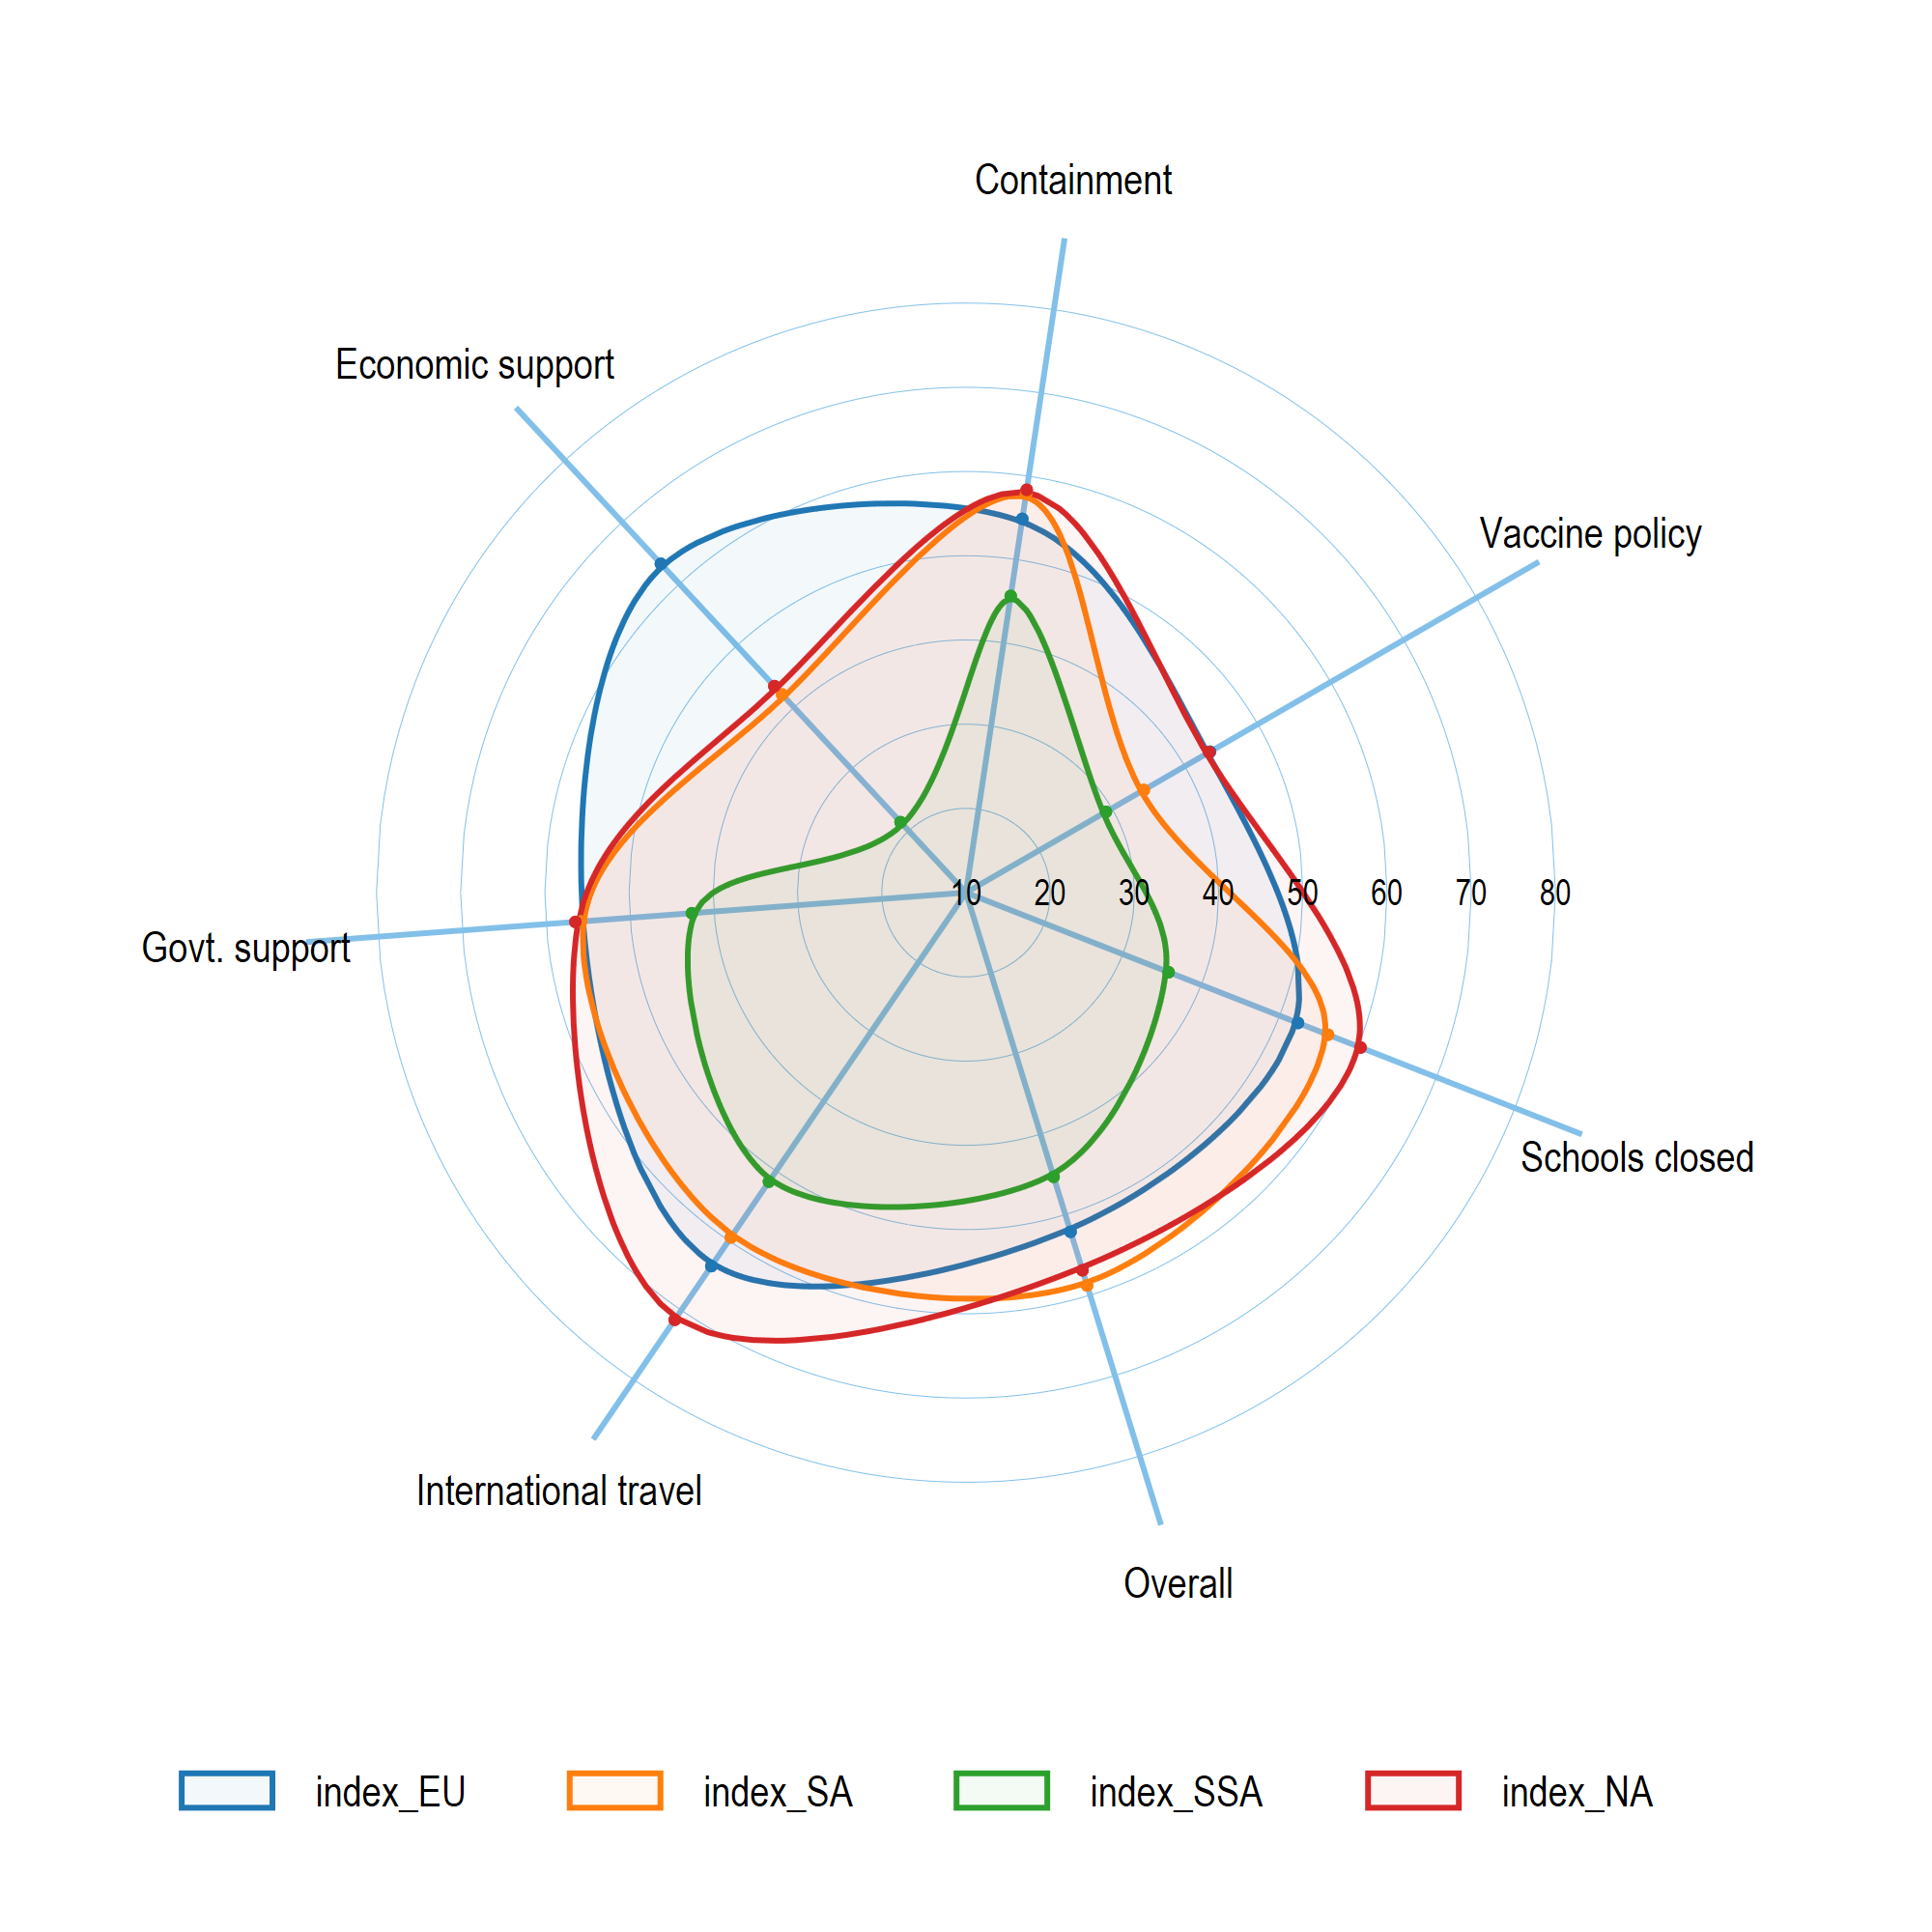 Containment
Economic support
Vaccine policy
10 20 30 40 50 60 70 80
Govt. support
Schools closed
International travel
Overall
index_EU index_SA index_SSA index_NA